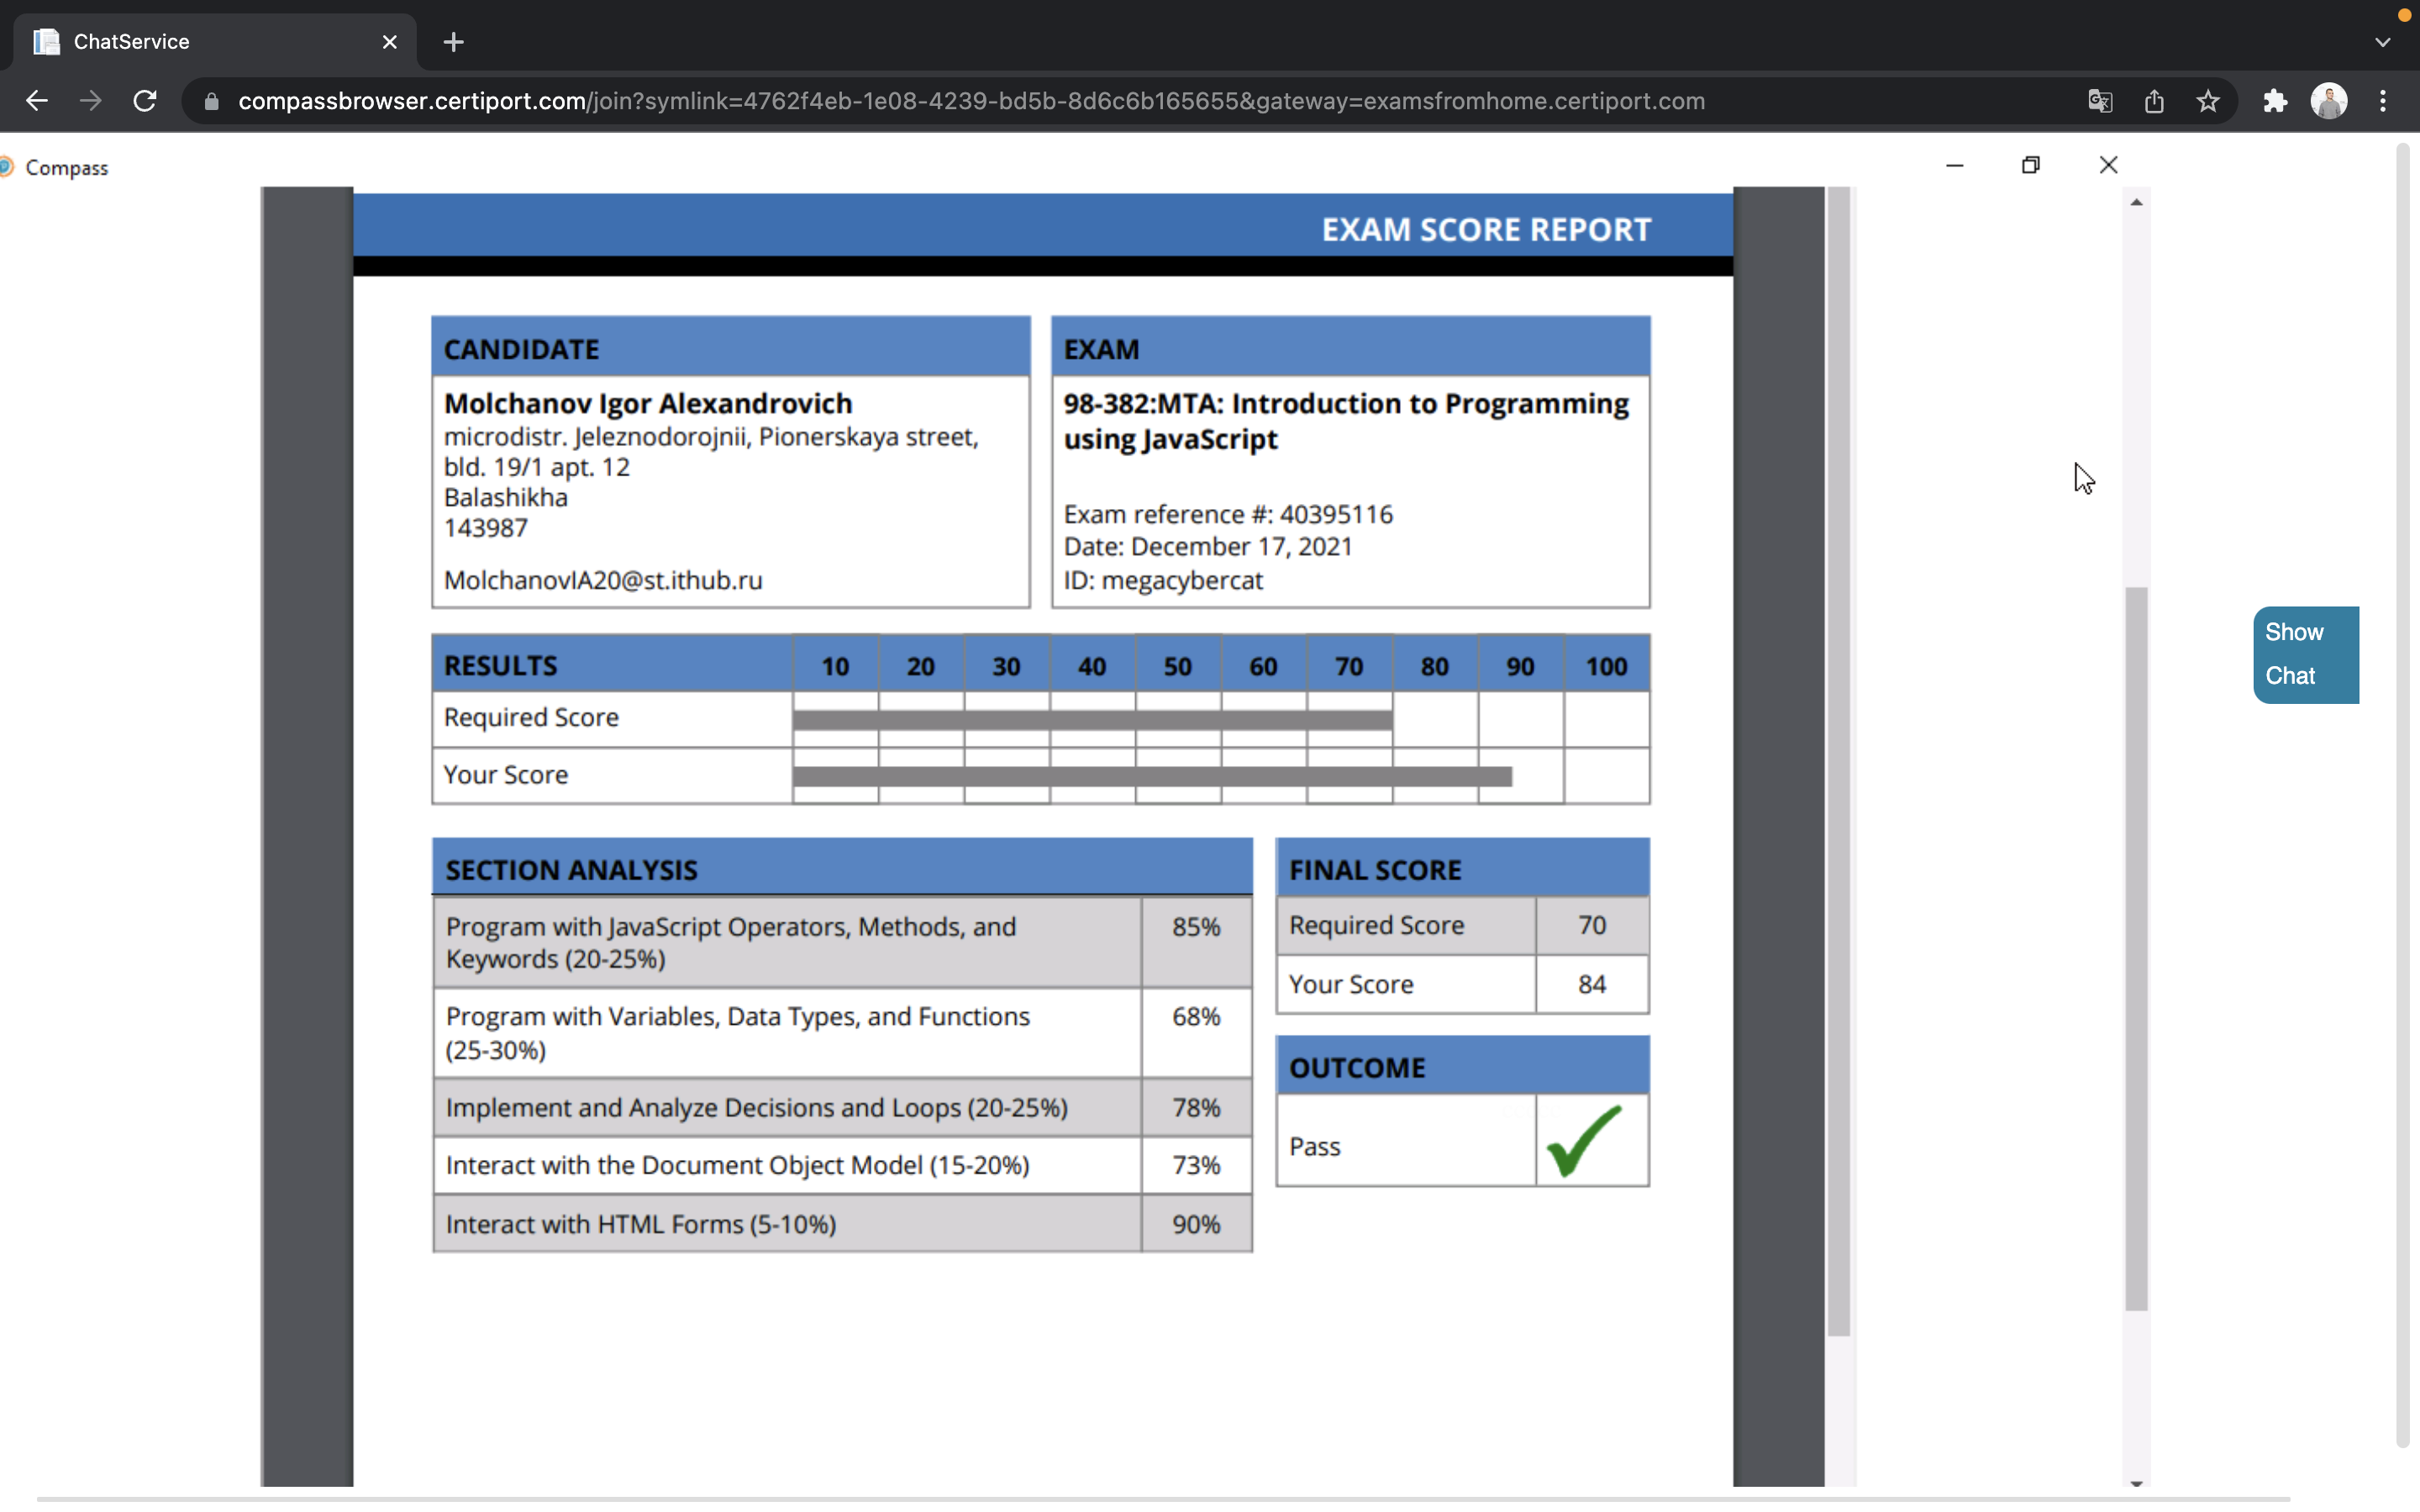 ChatService
compassbrowser.certiport.com/join?symlink=4762f4eb-1e08-4239-bd5b-8d6c6b165655&gateway=examsfromhome.certiport.com
Compass
EXAM SCORE REPORT
CANDIDATE
Molchanov Igor Alexandrovich
microdistr. Jeleznodorojnii, Pionerskaya street,
bld. 19/1 apt. 12
Balashikha
143987
MolchanovIA20@st.ithub.ru
EXAM
98-382:MTA: Introduction to Programming
using JavaScript
Exam reference #: 40395116
Date: December 17, 2021
ID: megacybercat
Show
Chat
RESULTS 10 20 30 40 50 60 70 80 90 100
Required Score
Your Score
SECTION ANALYSIS
Program with JavaScript Operators, Methods, and 85%
Keywords (20-25%)
Program with Variables, Data Types, and Functions 68%
(25-30%)
Implement and Analyze Decisions and Loops (20-25%) 78%
Interact with the Document Object Model (15-20%) 73%
Interact with HTML Forms (5-10%) 90%
FINAL SCORE
Required Score 70
Your Score 84
OUTCOME
Pass